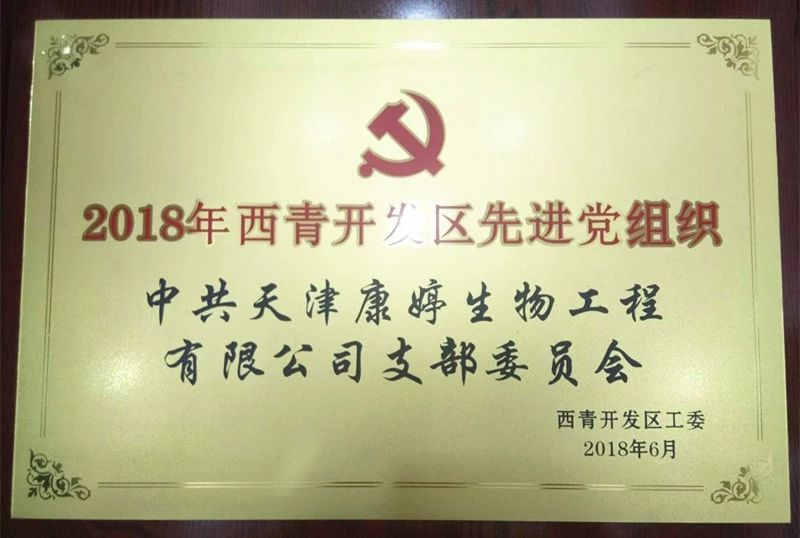 2018年西青开发区先进党组织
中共天津康婷生物工程
有限公司支部委员会
西青开发区工委
2018年6月